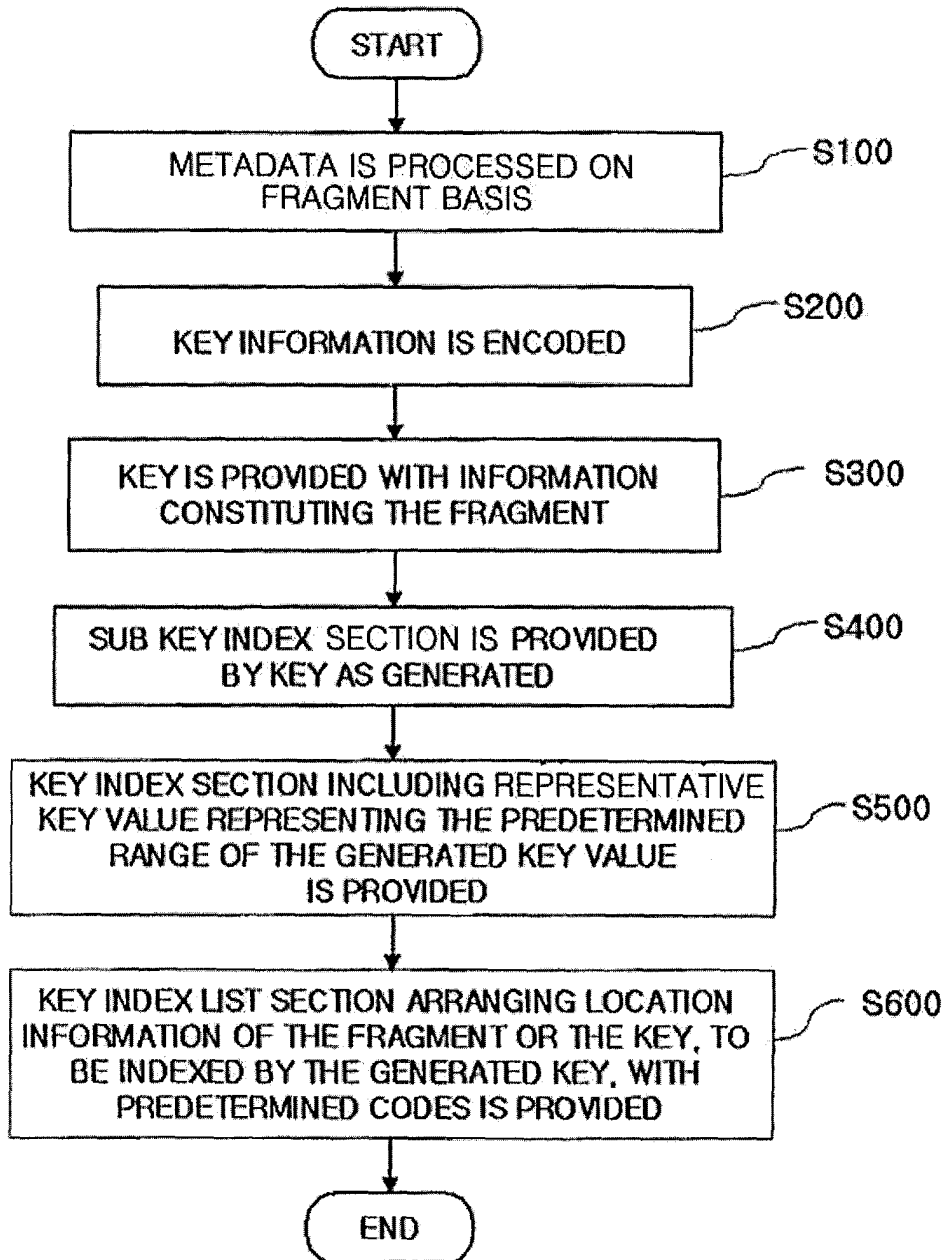 START
METADATA IS PROCESSED ON
FRAGMENT BASIS
S100
KEY INFORMATION IS ENCODED
S200
KEY IS PROVIDED WITH INFORMATION
CONSTITUTING THE FRAGMENT
S300
SUB KEY INDEX SECTION IS PROVIDED
BY KEY AS GENERATED
S400
KEY INDEX SECTION INCLUDING REPRESENTATIVE
KEY VALUE REPRESENTING THE PREDETERMINED
RANGE OF THE GENERATED KEY VALUE
IS PROVIDED
S500
KEY INDEX LIST SECTION ARRANGING LOCATION
INFORMATION OF THE FRAGMENT OR THE KEY, TO
BE INDEXED BY THE GENERATED KEY, WITH
PREDETERMINED CODES IS PROVIDED
S600
END